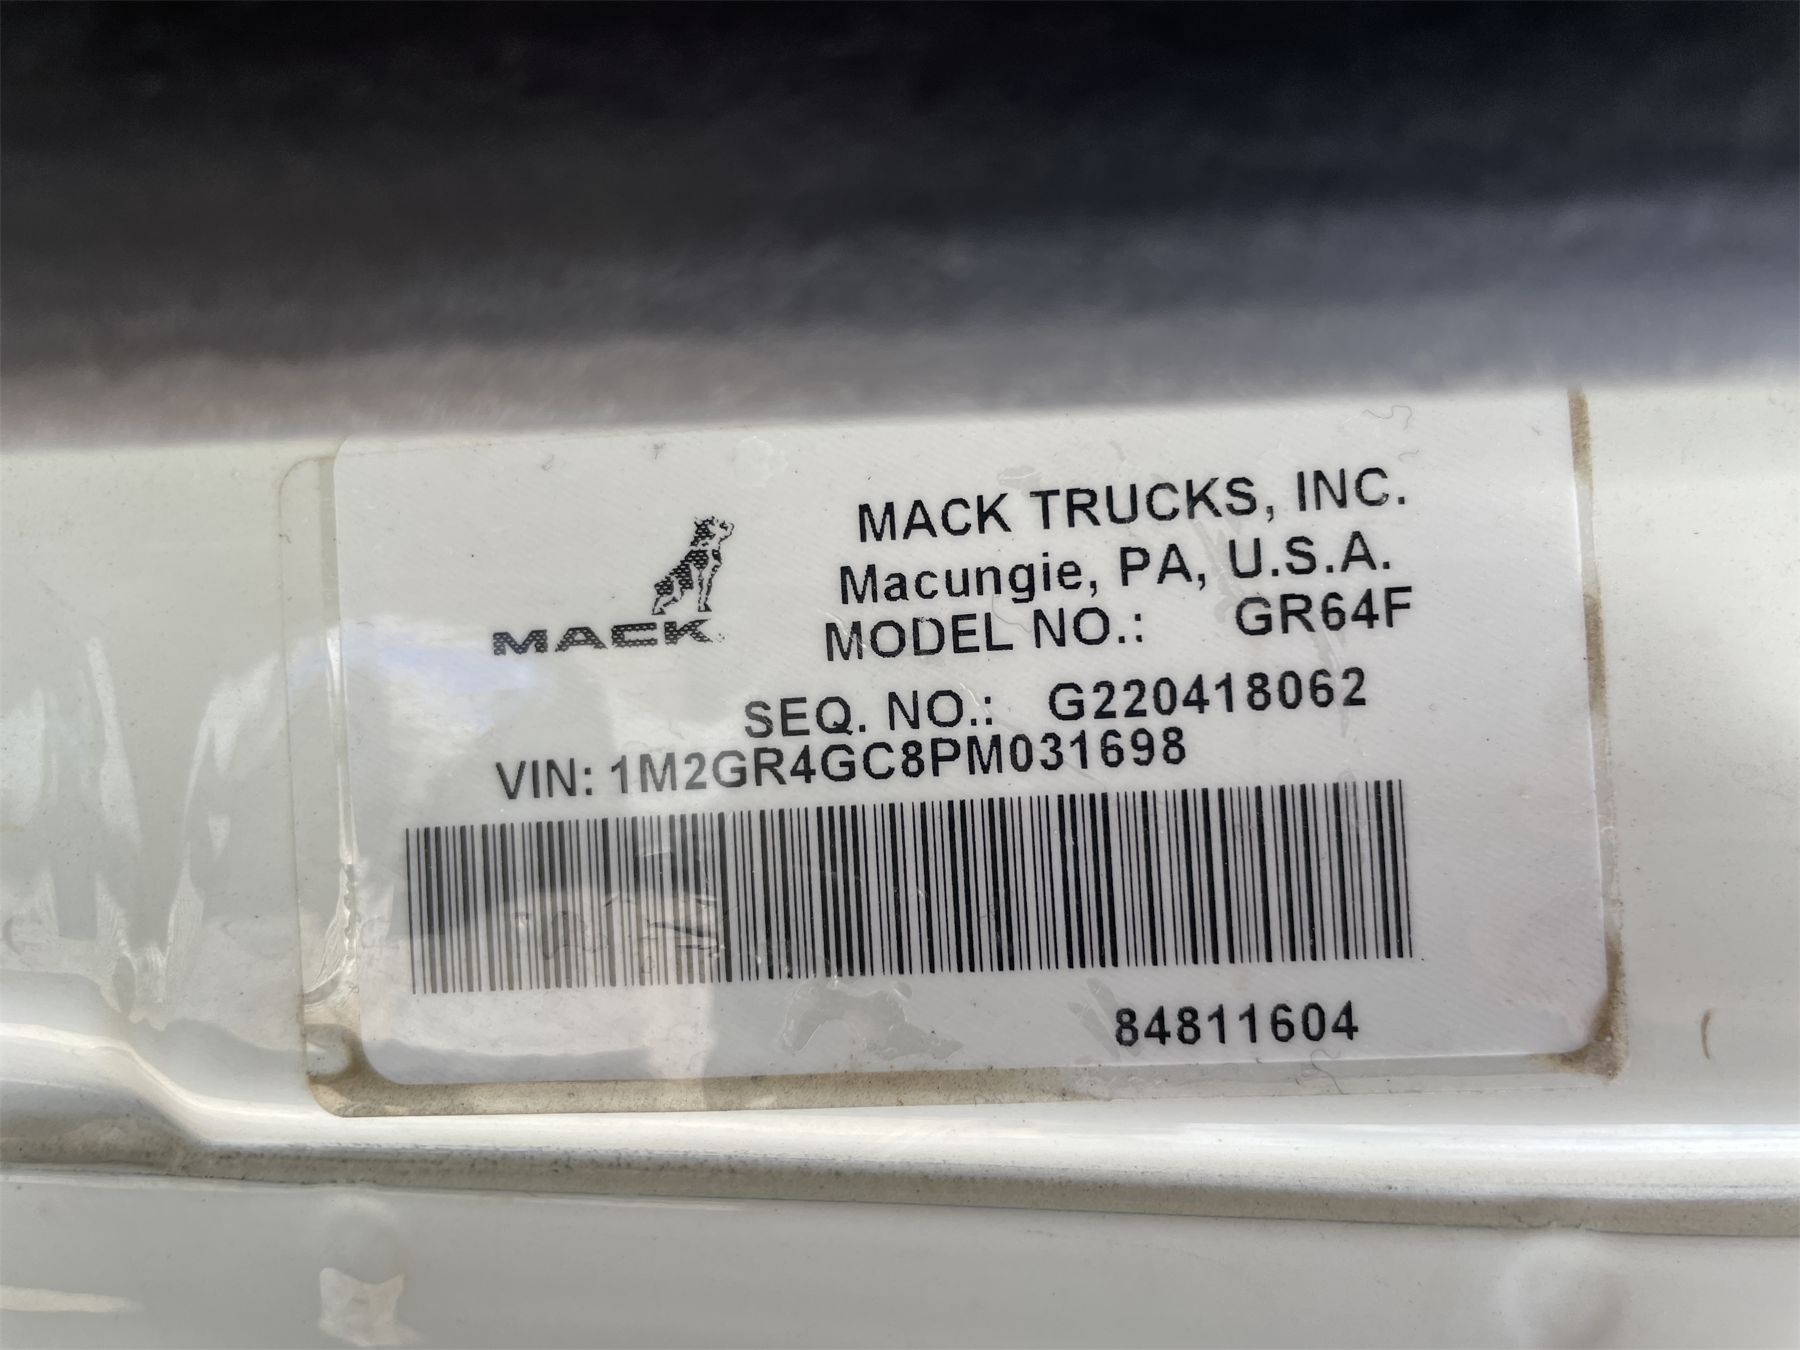 MACK
MACK TRUCKS, INC.
Macungie, PA, U.S.A.
MODEL NO.: GR64F
SEQ. NO.: G220418062
VIN: 1M2GR4GC8PM031698
84811604